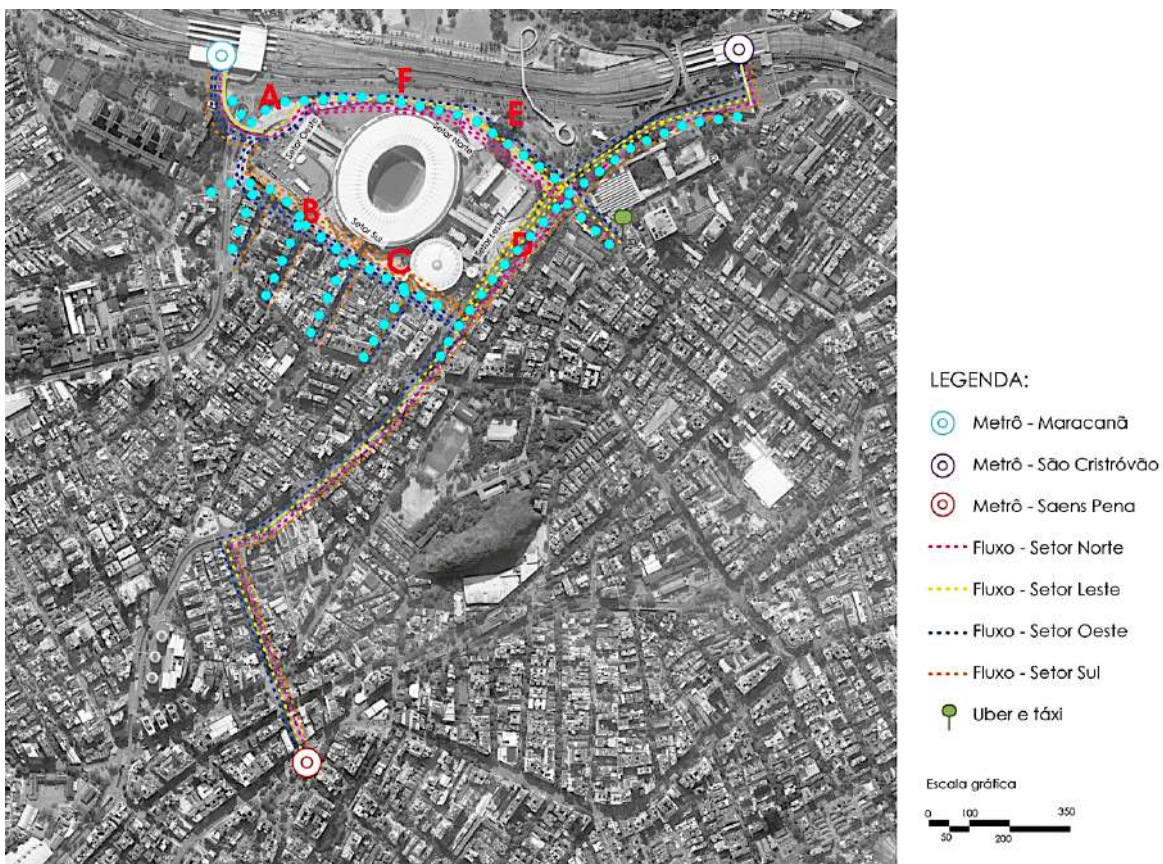 A
F
E
Setor Oeste
Setor Norte
B
Setor Sul
C
Setor Leste
D
LEGENDA:
Metrô - Maracanã
Metrô - São Cristróvão
Metrô - Saens Pena
Fluxo - Setor Norte
Fluxo - Setor Leste
Fluxo - Setor Oeste
Fluxo - Setor Sul
Uber e táxi
Escala gráfica
0 100 350
50 200